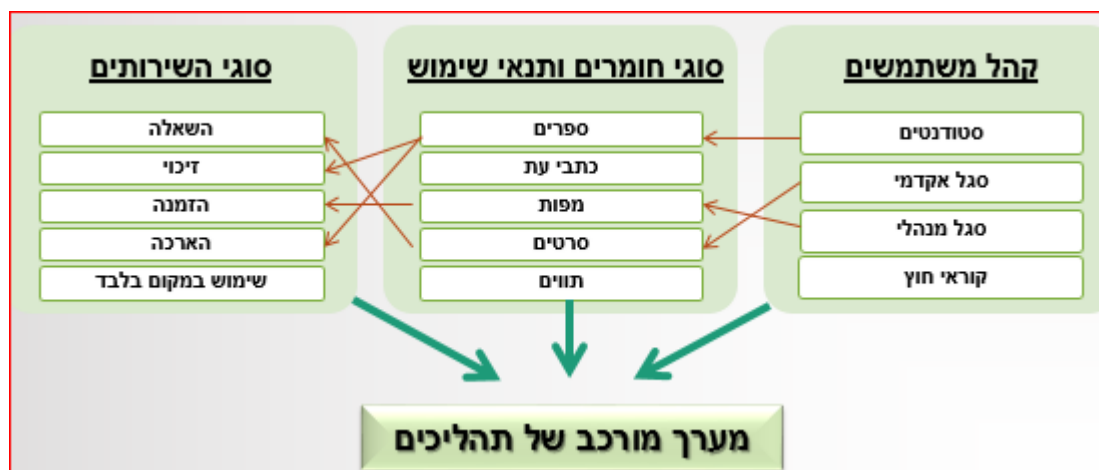 קהל משתמשים
סטודנטים
סגל אקדמי
סגל מנהלי
קוראי חוץ
סוגי חומרים ותנאי שימוש
ספרים
כתבי עת
מפות
סרטים
תווים
סוגי השירותים
השאלה
זיכוי
הזמנה
הארכה
שימוש במקום בלבד
מערך מורכב של תהליכים